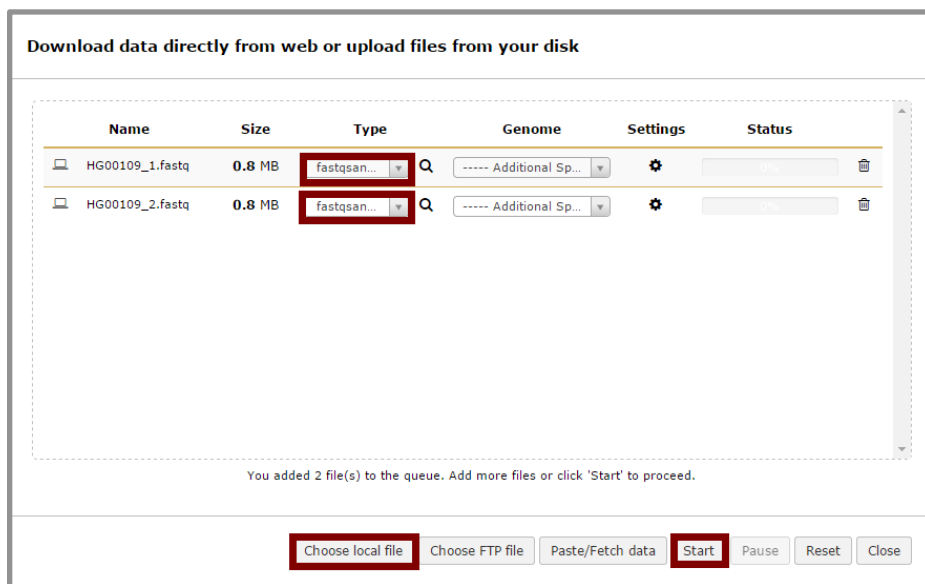 Download data directly from web or upload files from your disk
Name Size Type Genome Settings Status
HG00109_1.fastq 0.8 MB fastqsan... ----- Additional Sp... 0%
HG00109_2.fastq 0.8 MB fastqsan... ----- Additional Sp... 0%
You added 2 file(s) to the queue. Add more files or click 'Start' to proceed.
Choose local file Choose FTP file Paste/Fetch data Start Pause Reset Close